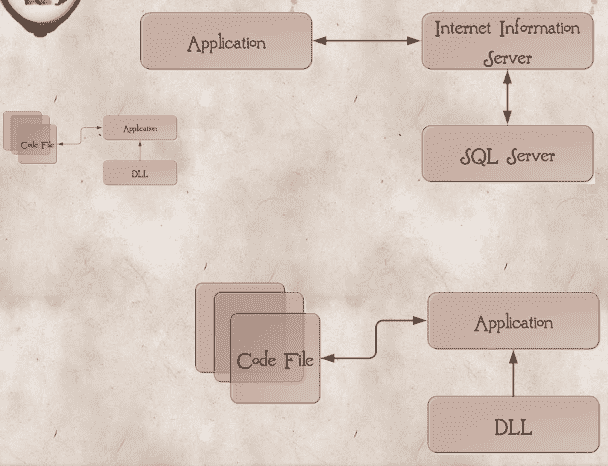 Application
Internet Information
Server
SQL Server
Code File
Application
DLL
Code File
Application
DLL